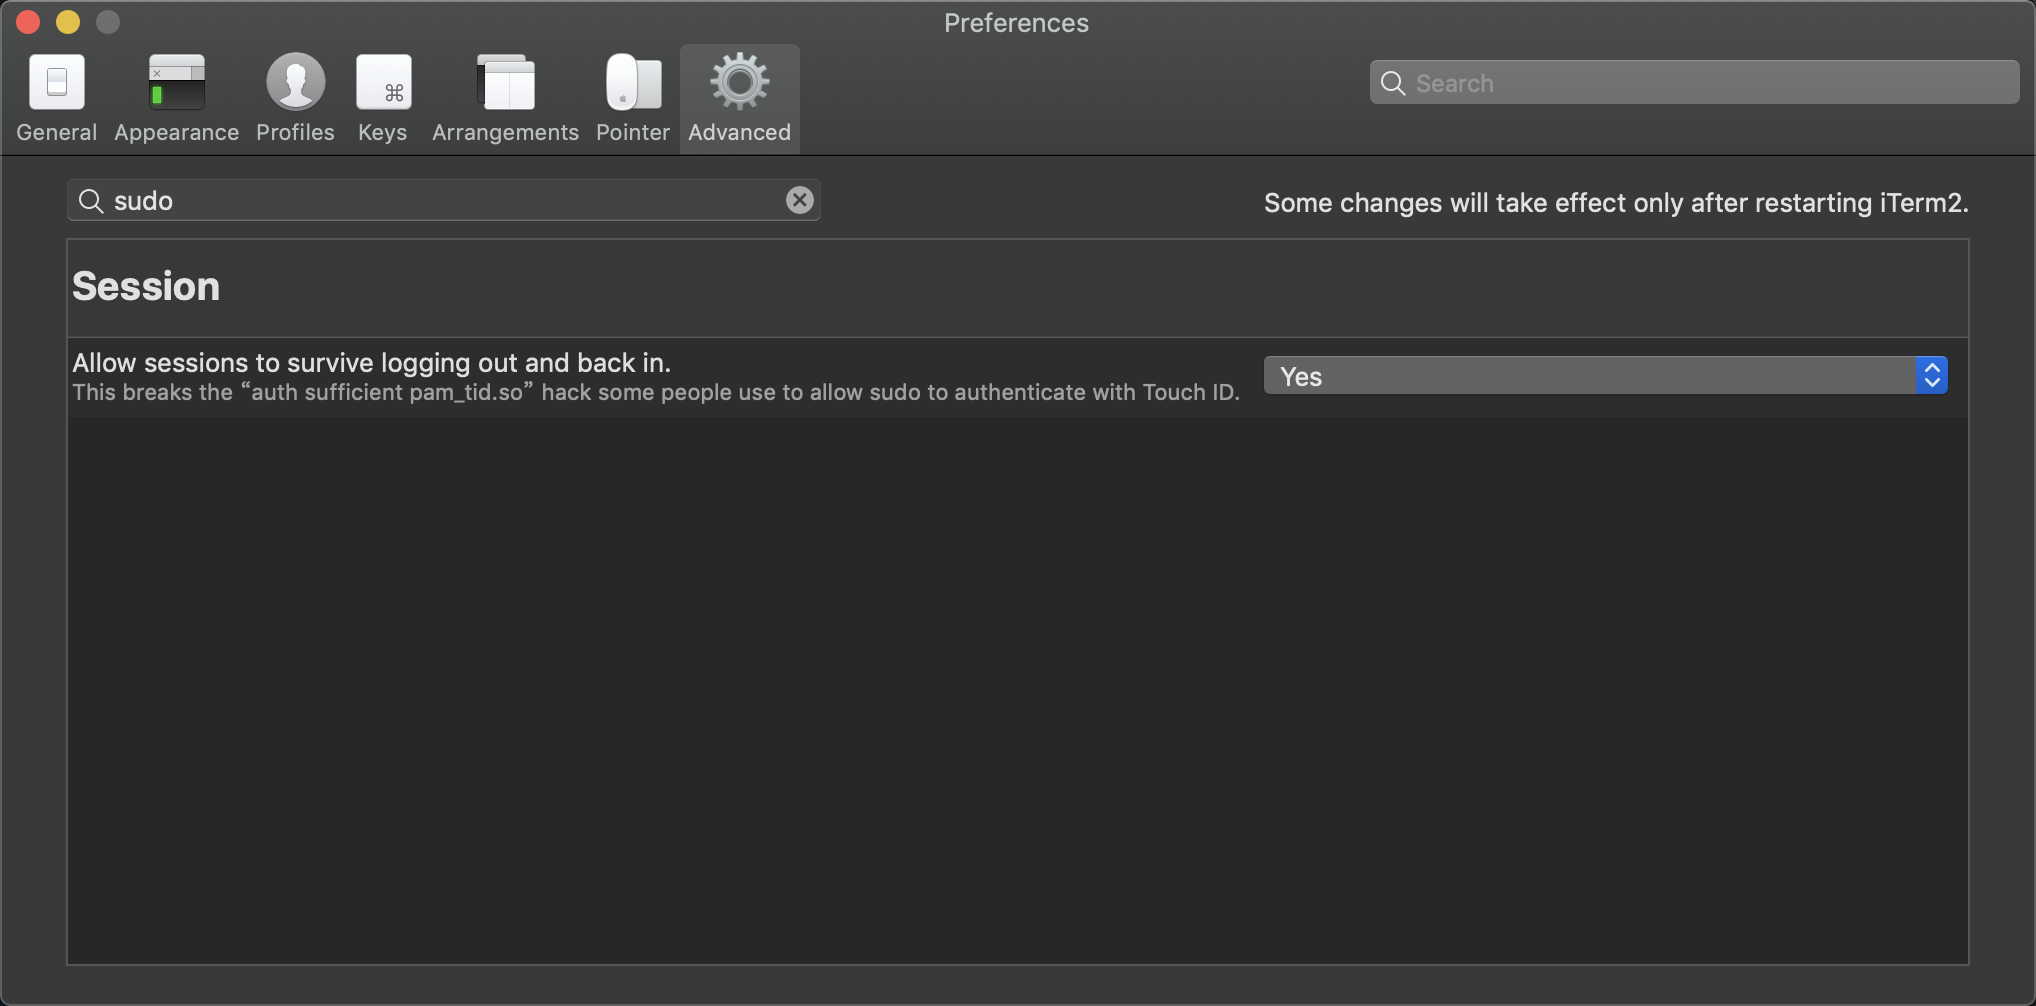 Preferences
General Appearance Profiles Keys Arrangements Pointer Advanced
Search
sudo
Some changes will take effect only after restarting iTerm2.
Session
Allow sessions to survive logging out and back in.
This breaks the “auth sufficient pam_tid.so” hack some people use to allow sudo to authenticate with Touch ID.
Yes